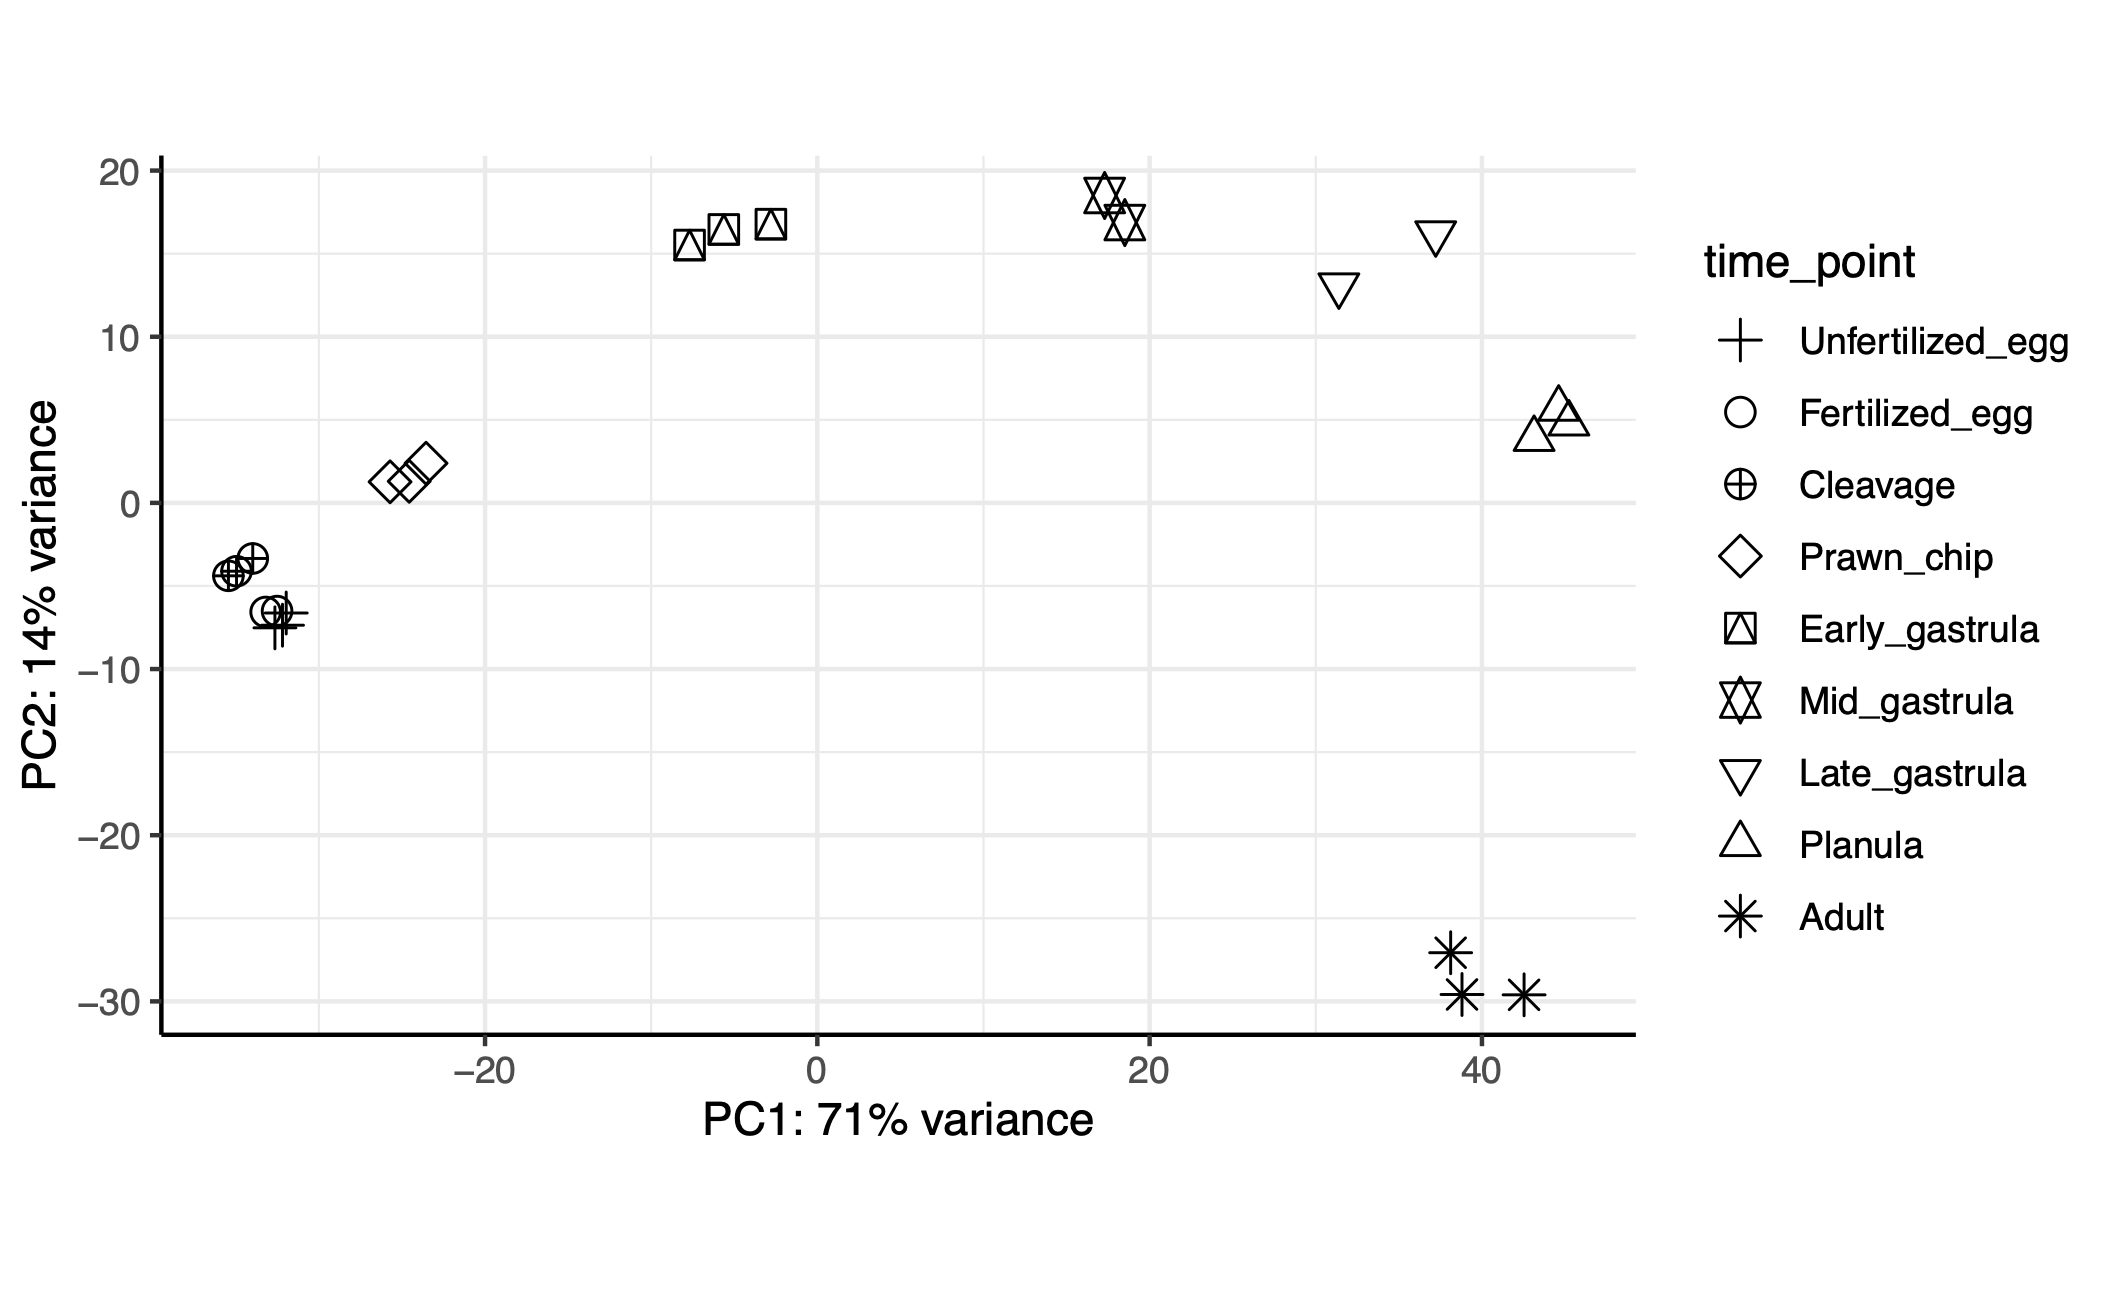 20
10
0
−10
−20
−30
PC2: 14% variance
−20
0
20
40
PC1: 71% variance
time_point
Unfertilized_egg
Fertilized_egg
Cleavage
Prawn_chip
Early_gastrula
Mid_gastrula
Late_gastrula
Planula
Adult